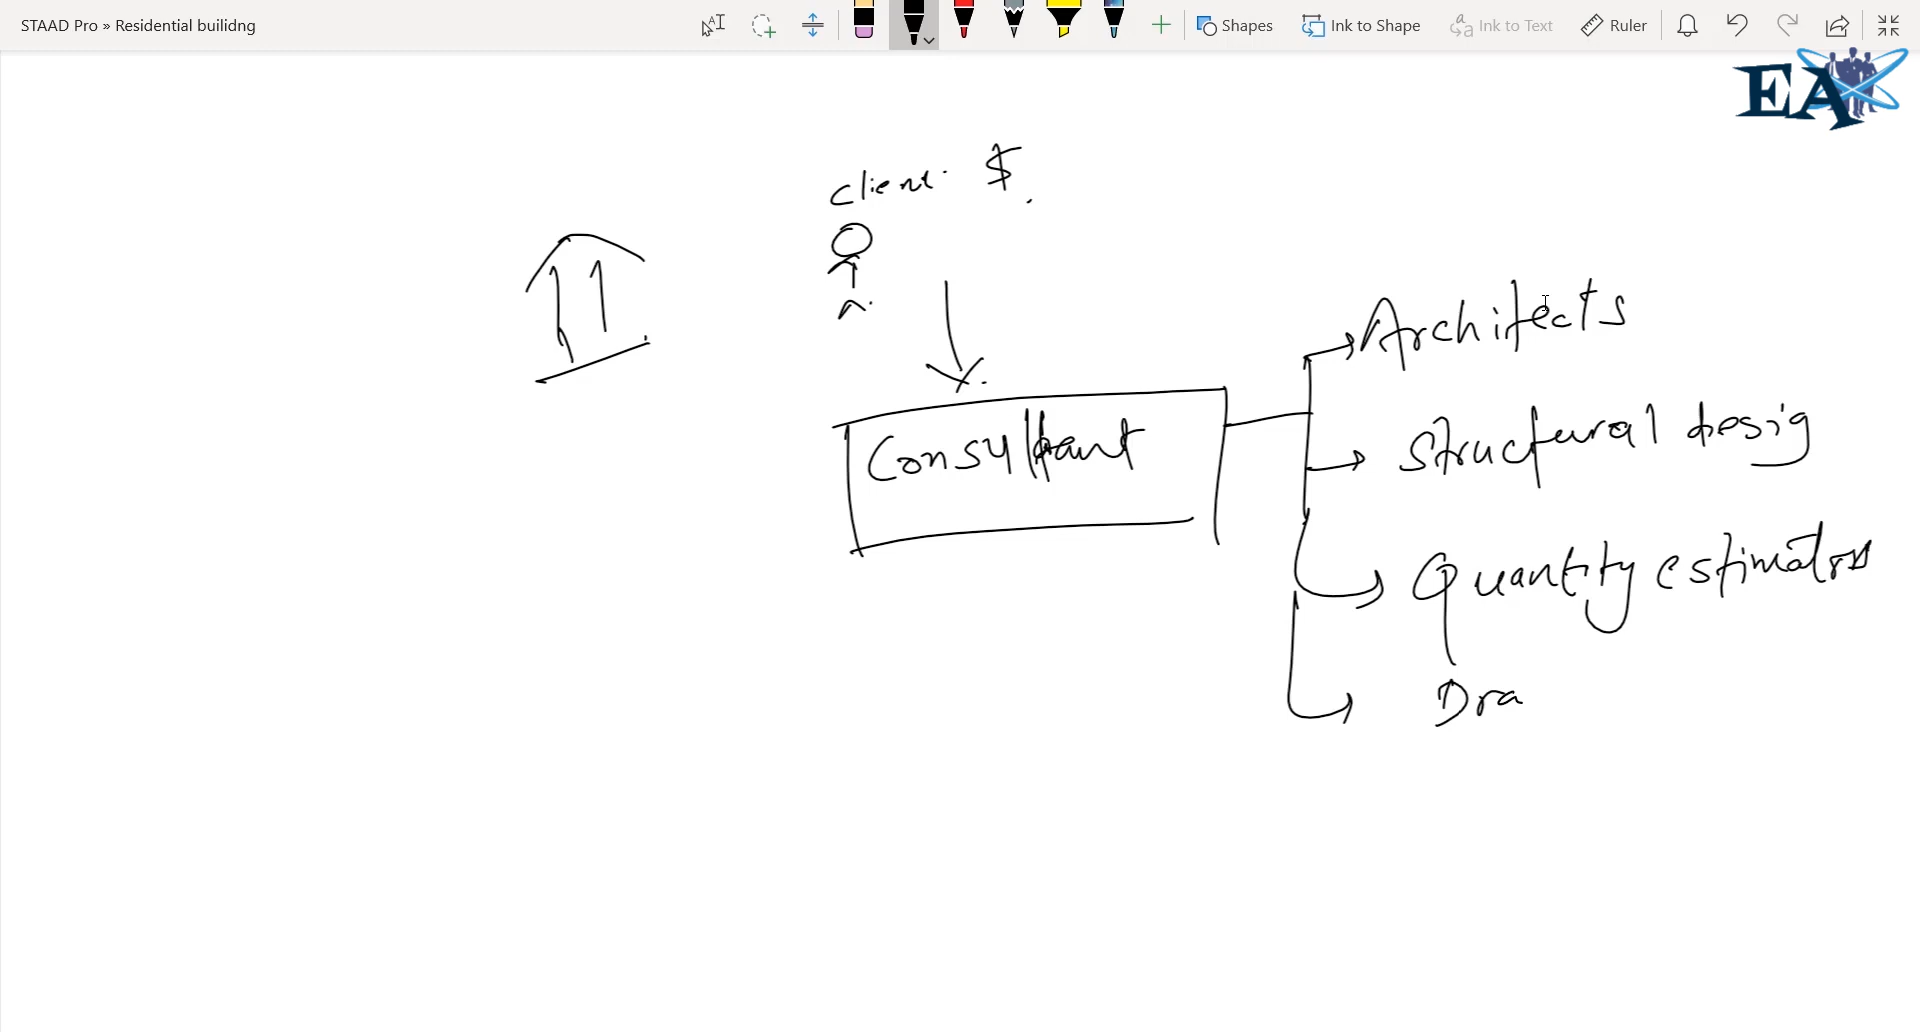 STAAD Pro » Residential builidng
Shapes
Ink to Shape
Ink to Text
Ruler
EA
client $
Architects
Consultant
Structural desig
Quantity estimators
Dra